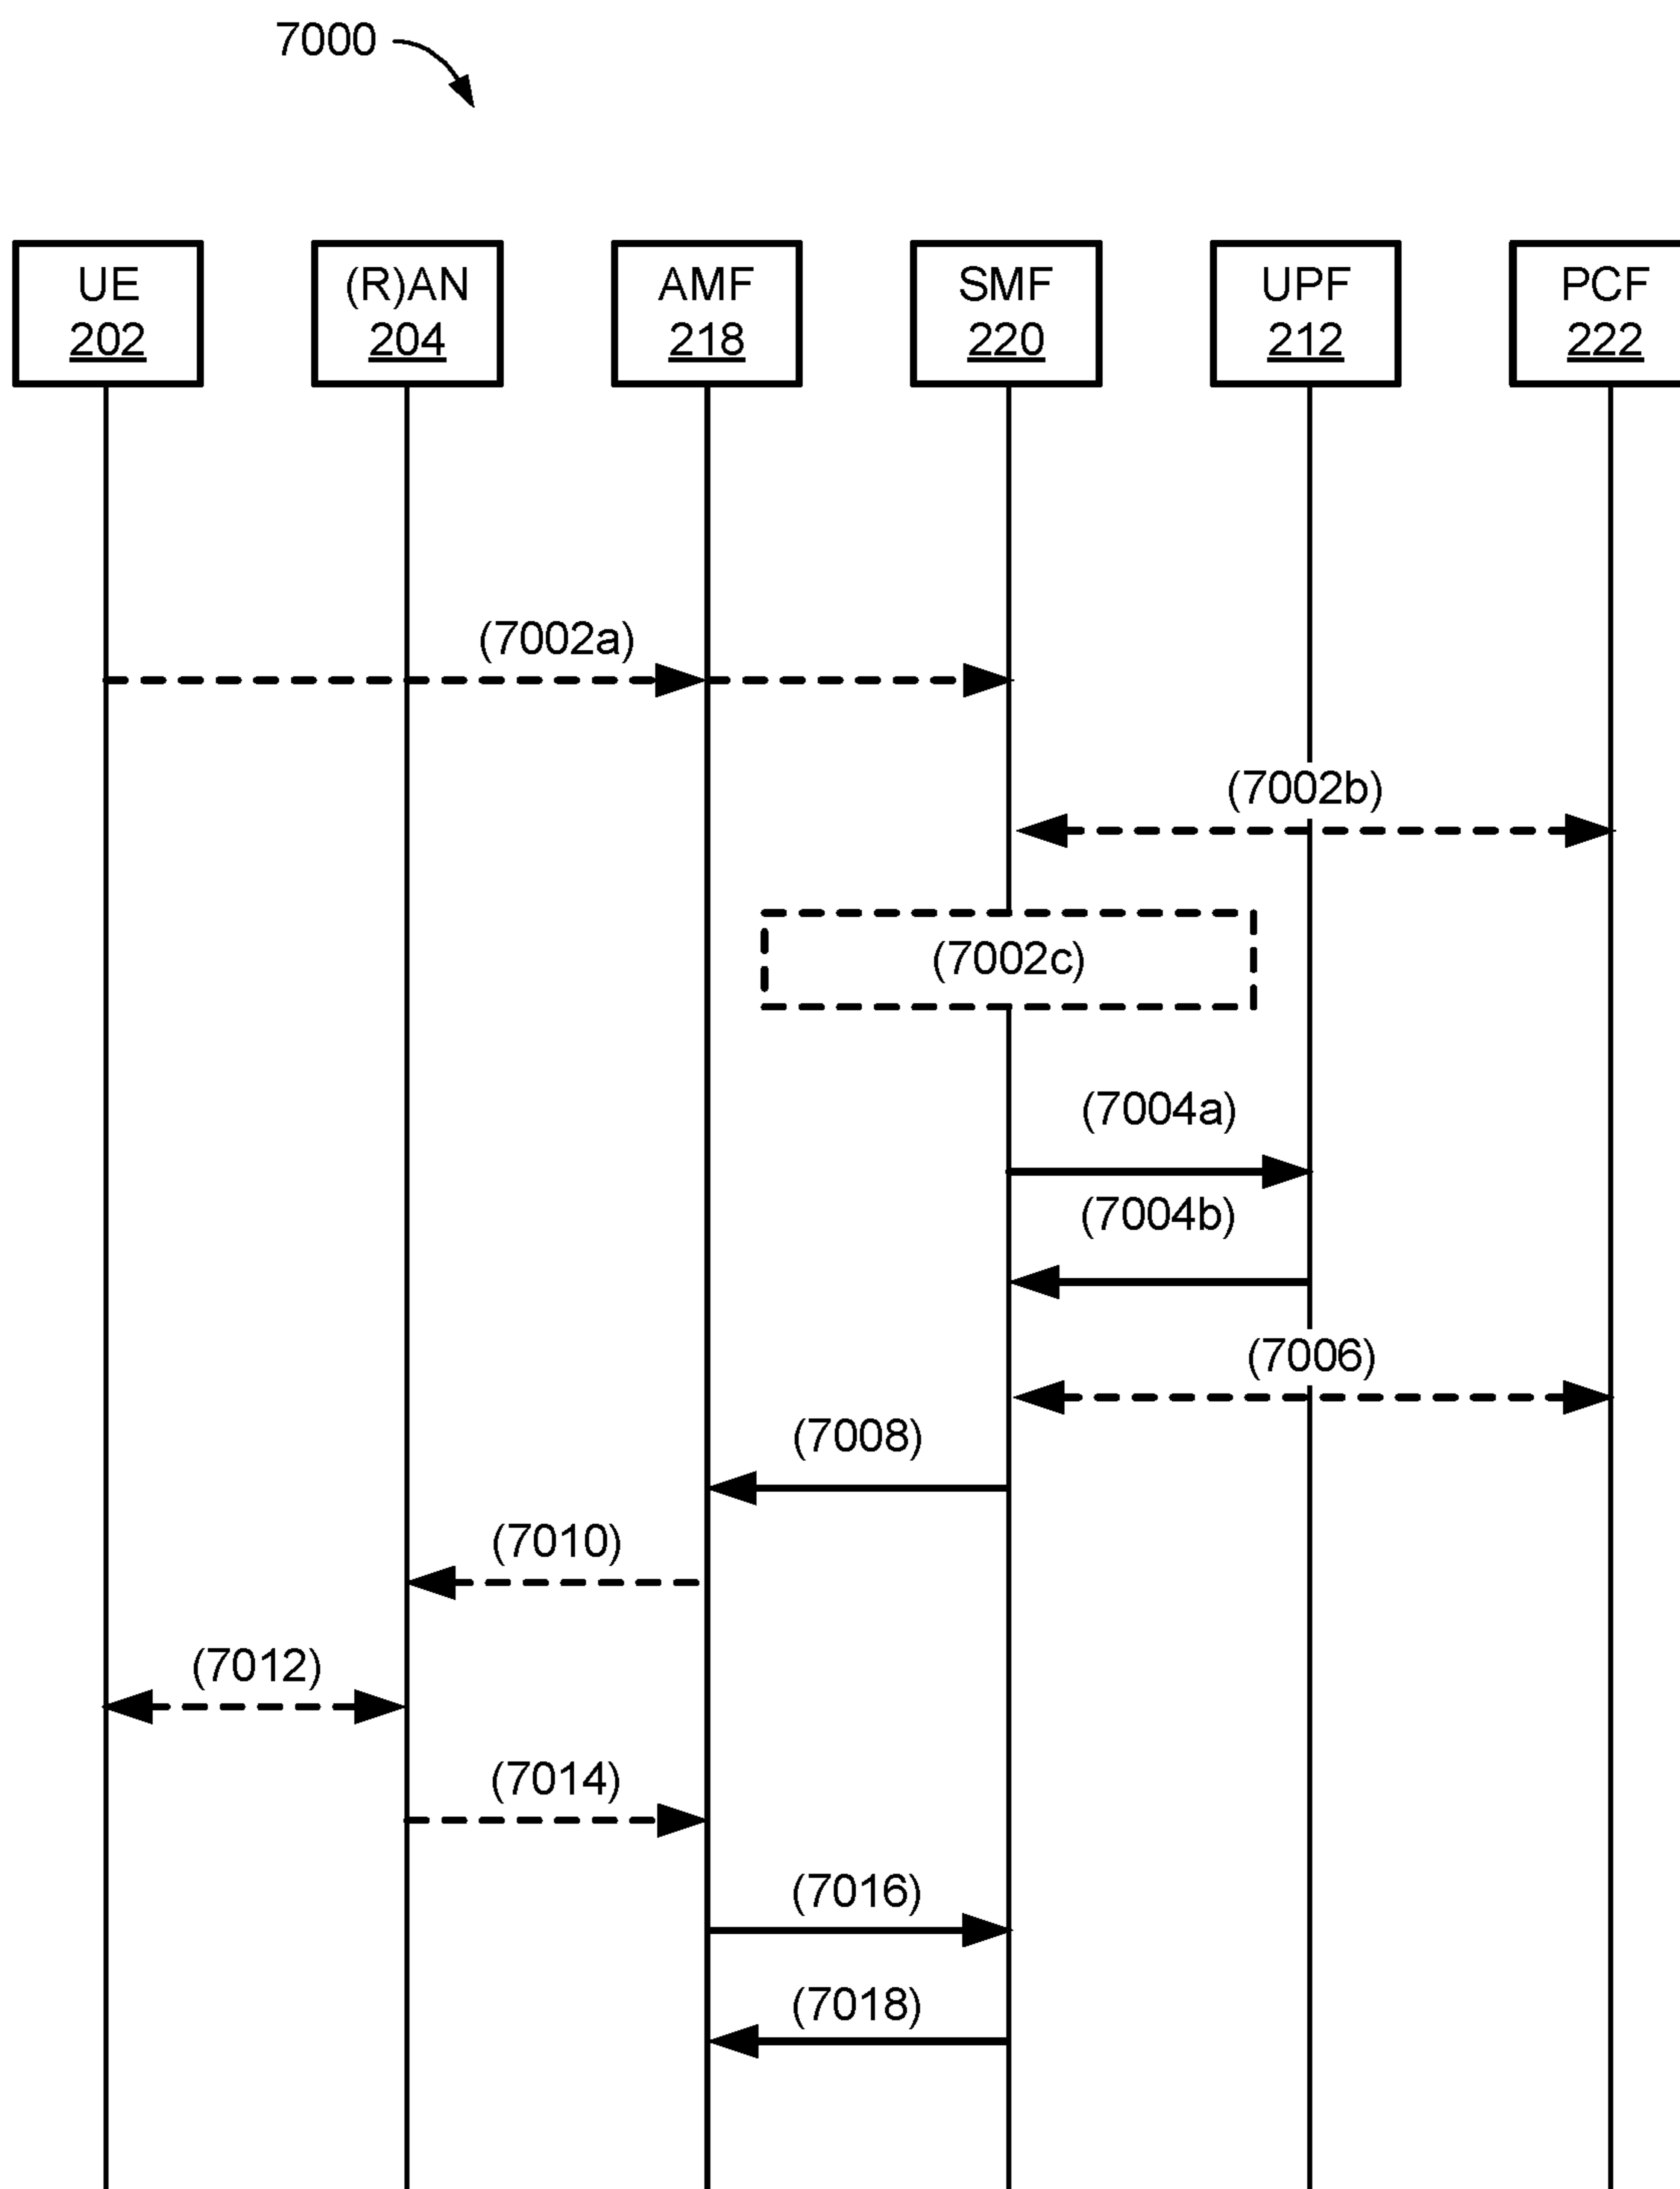 7000
UE
202
(R)AN
204
AMF
218
SMF
220
UPF
212
PCF
222
(7002a)
(7002b)
(7002c)
(7004a)
(7004b)
(7006)
(7008)
(7010)
(7012)
(7014)
(7016)
(7018)